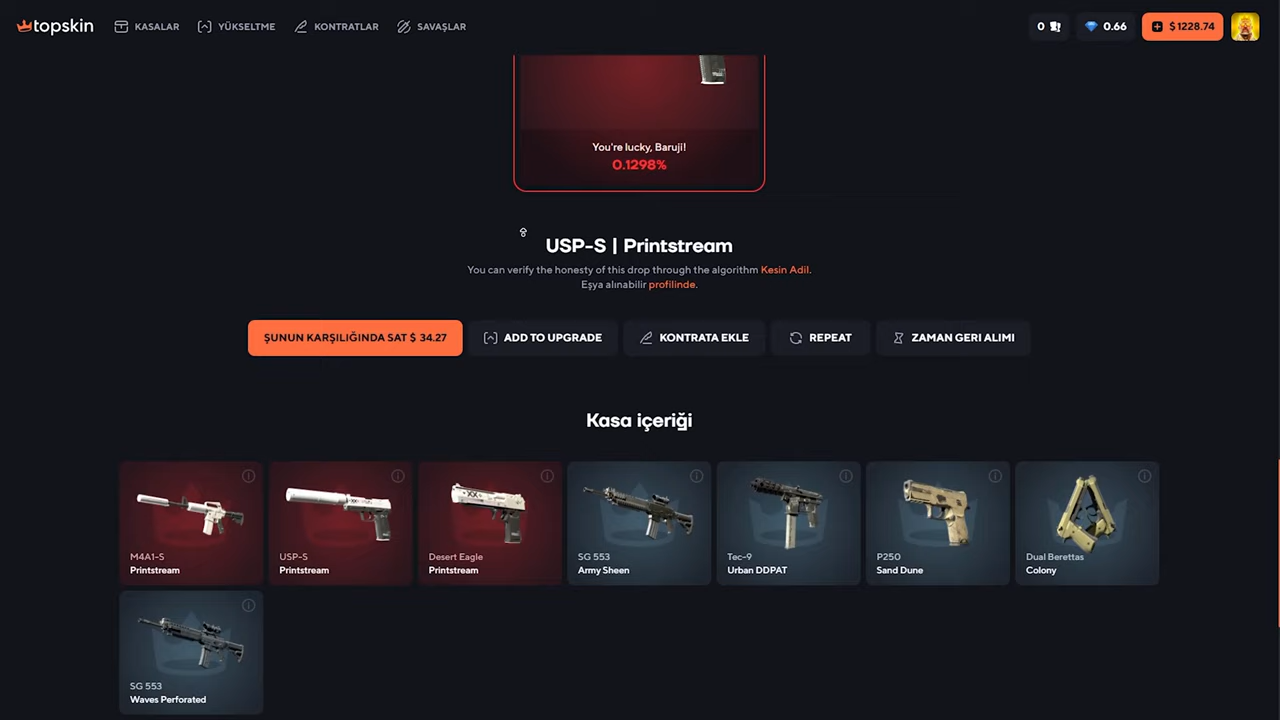 topskin
KASALAR
YÜKSELTME
KONTRATLAR
SAVAŞLAR
0
0.66
$ 1228.74
You're lucky, Baruji!
0.1298%
USP-S | Printstream
You can verify the honesty of this drop through the algorithm Kesin Adil.
Eşya alınabilir profilinde.
ŞUNUN KARŞILIĞINDA SAT $ 34.27
ADD TO UPGRADE
KONTRATA EKLE
REPEAT
ZAMAN GERI ALIMI
Kasa içeriği
M4A1-S
Printstream
USP-S
Printstream
Desert Eagle
Printstream
SG 553
Army Sheen
Tec-9
Urban DDPAT
P250
Sand Dune
Dual Berettas
Colony
SG 553
Waves Perforated